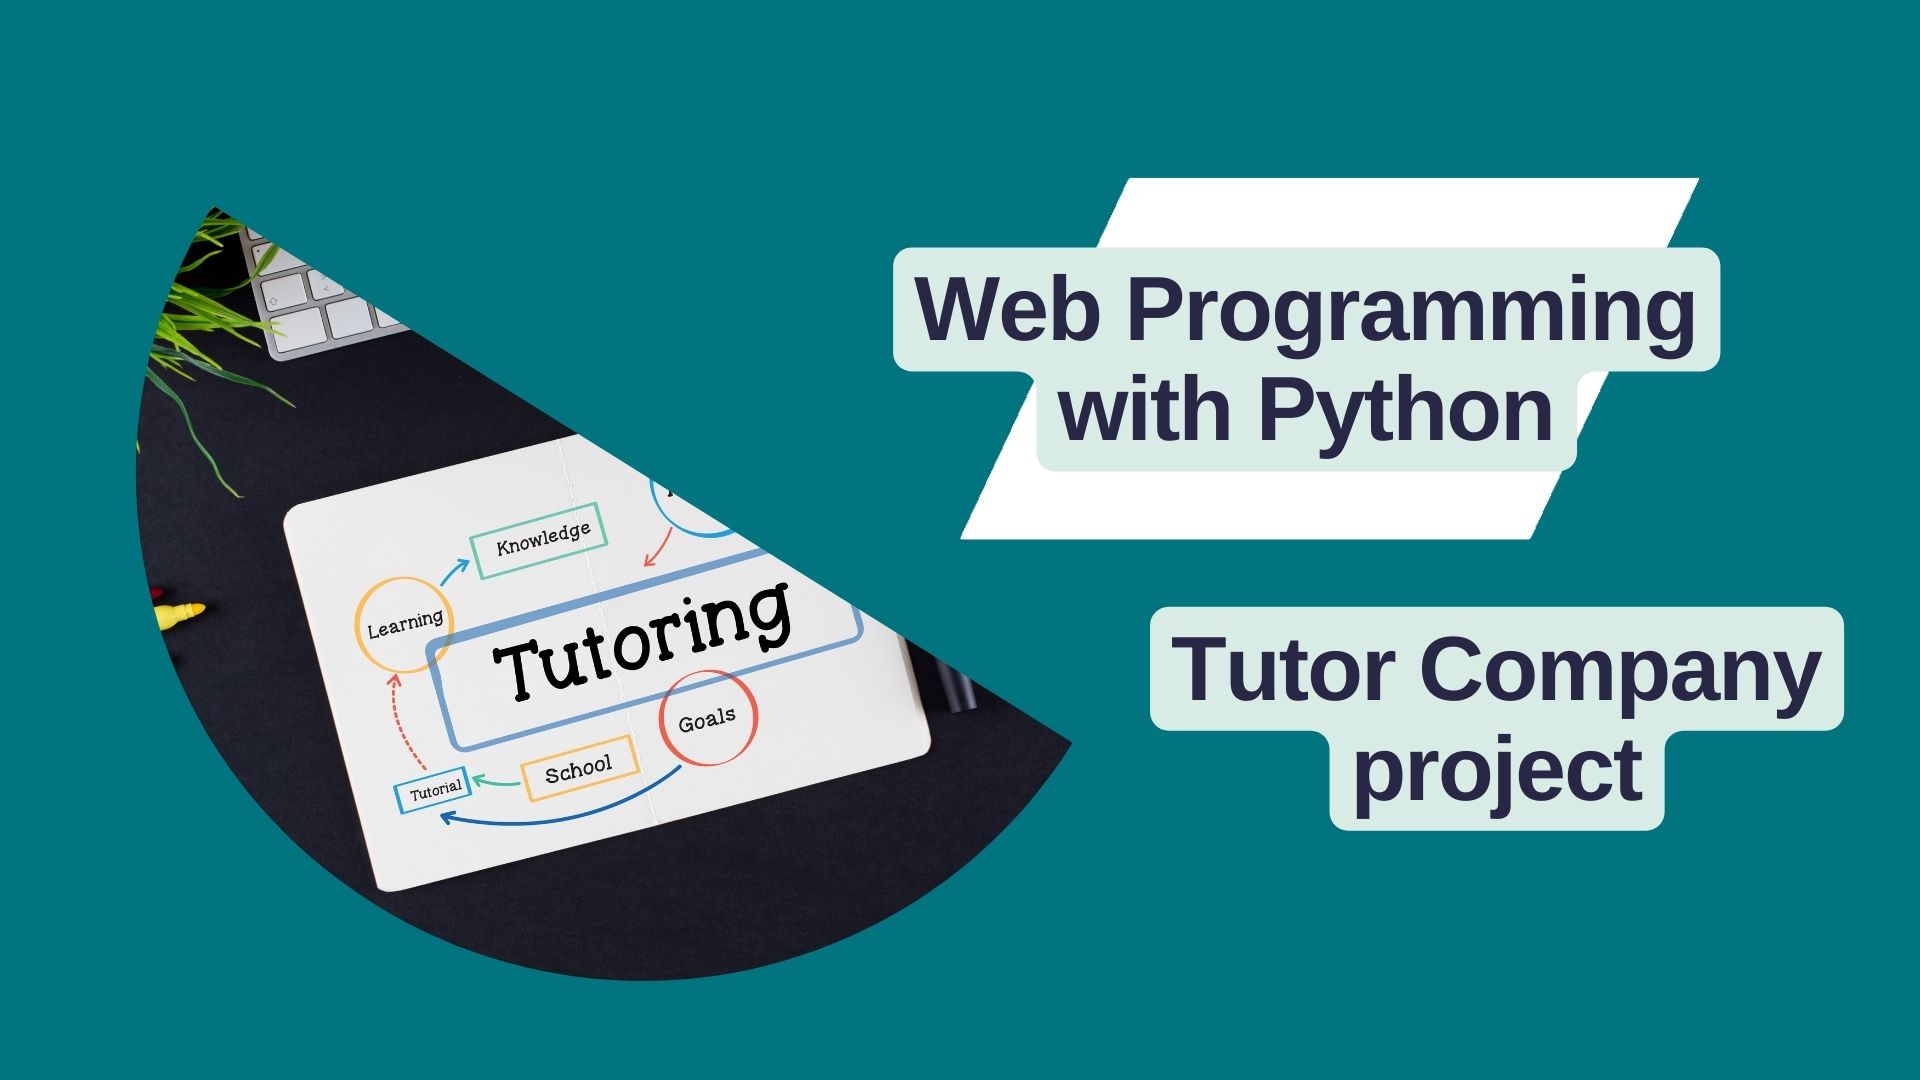 Web Programming
with Python
Tutor Company
project
Knowledge
Learning
Tutoring
Goals
School
Tutorial